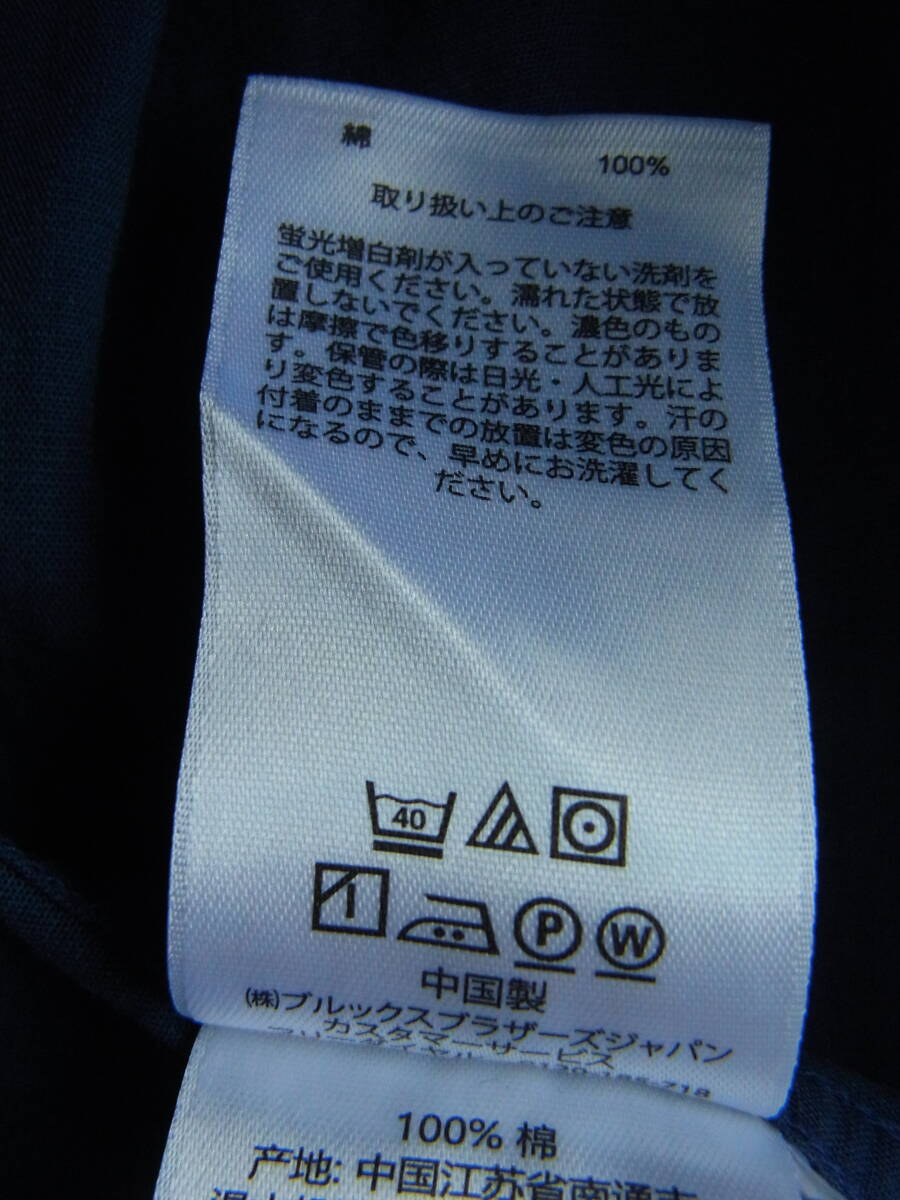 綿 100%
取り扱い上のご注意
蛍光増白剤が入っていない洗剤を
ご使用ください。濡れた状態で放
置しないでください。濃色のもの
は摩擦で色移りすることがありま
す。保管の際は日光・人工光によ
り変色することがあります。汗の
付着のままでの放置は変色の原因
になるので、早めにお洗濯してく
ださい。
40
P W
中国製
(株)ブルックスブラザーズジャパン
カスタマーサービス
100% 棉
产地: 中国江苏省南通市